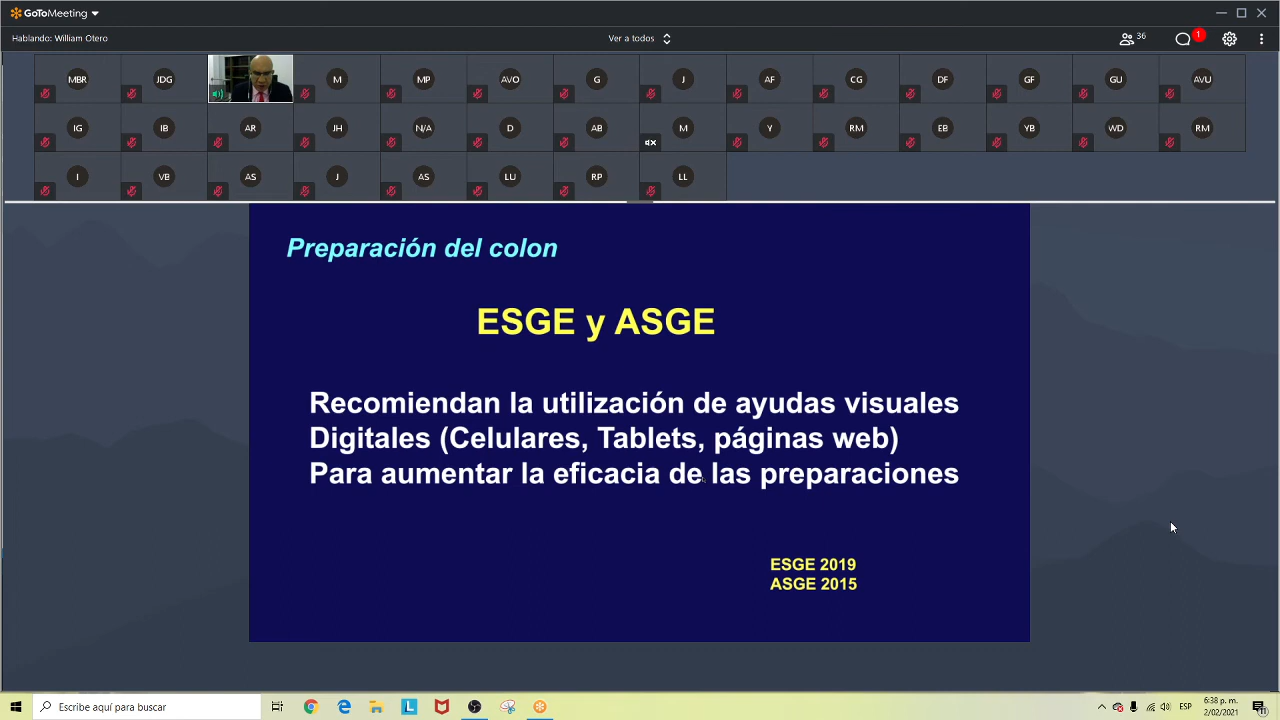 GoToMeeting
Hablando: William Otero
Ver a todos
36
1
MBR JDG M MP AVO G J AF CG DF GF GU AVU
IG IB AR JH N/A D AB M Y RM EB YB WD RM
I VB AS J AS LU RP LL
Preparación del colon
ESGE y ASGE
Recomiendan la utilización de ayudas visuales
Digitales (Celulares, Tablets, páginas web)
Para aumentar la eficacia de las preparaciones
ESGE 2019
ASGE 2015
Escribe aquí para buscar
L
ESP
6:38 p. m.
2/02/2021